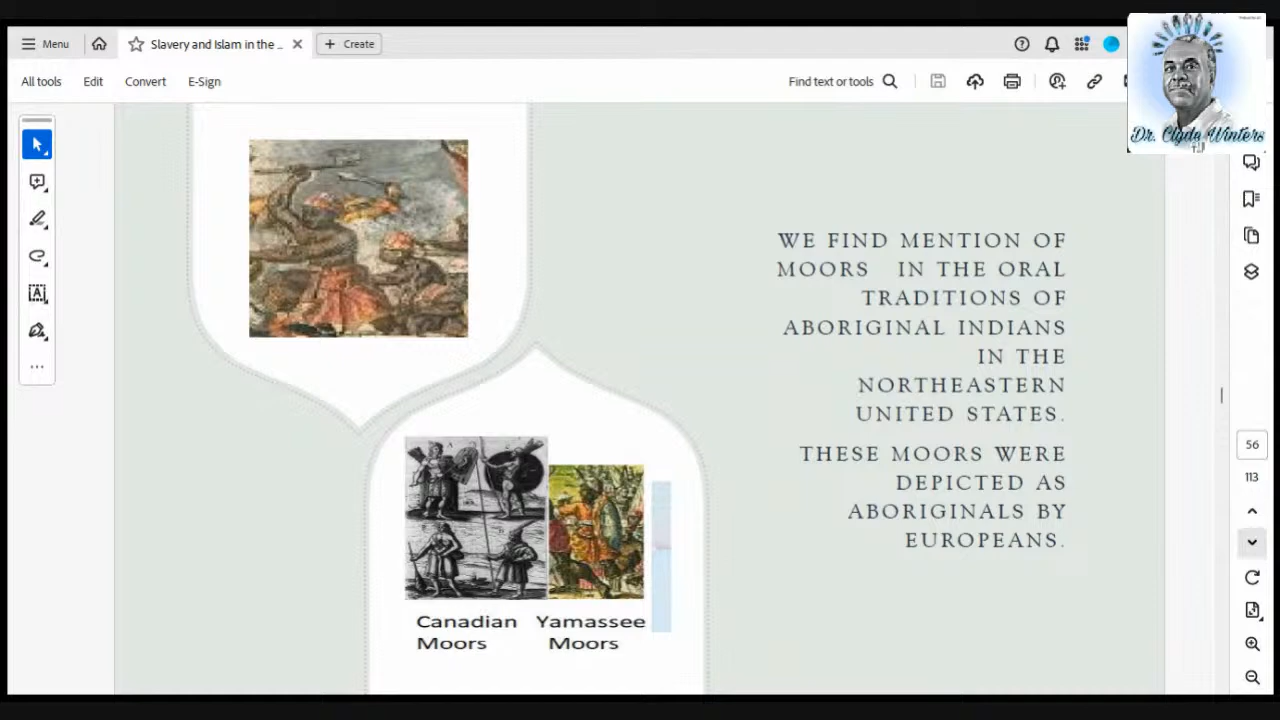 Menu
Slavery and Islam in the ...
Create
All tools
Edit
Convert
E-Sign
Find text or tools
Dr. Clyde Winters
WE FIND MENTION OF
MOORS IN THE ORAL
TRADITIONS OF
ABORIGINAL INDIANS
IN THE
NORTHEASTERN
UNITED STATES.
THESE MOORS WERE
DEPICTED AS
ABORIGINALS BY
EUROPEANS.
Canadian
Moors
Yamassee
Moors
56
113